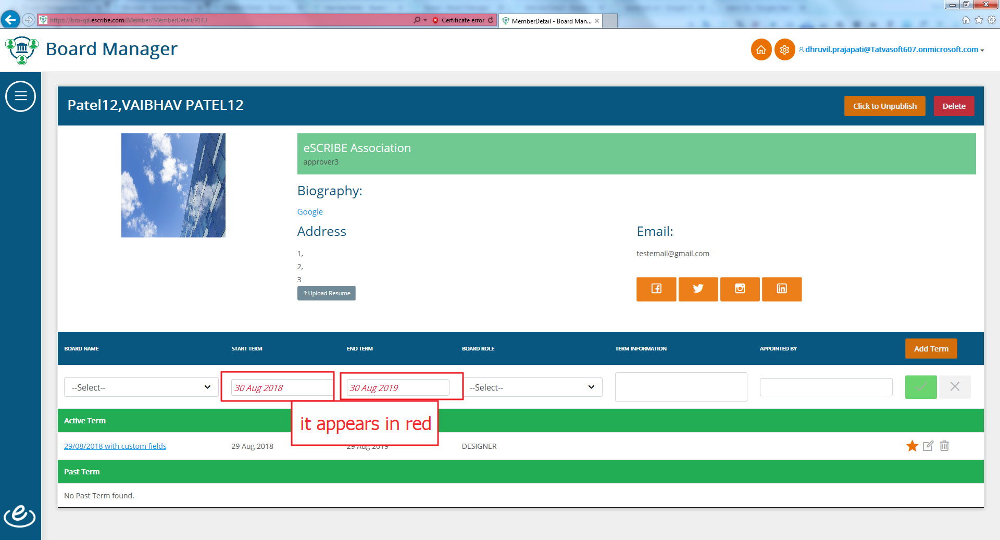 https://bm-qa.escribe.com/Member/MemberDetail/9143
Certificate error
MemberDetail - Board Man...
Board Manager
dhruvil.prajapati@Tatvasoft607.onmicrosoft.com
Patel12,VAIBHAV PATEL12
Click to Unpublish
Delete
eSCRIBE Association
approver3
Biography:
Google
Address
Email:
1,
testemail@gmail.com
2,
3
Upload Resume
BOARD NAME START TERM END TERM BOARD ROLE TERM INFORMATION APPOINTED BY Add Term
--Select-- 30 Aug 2018 30 Aug 2019 --Select--
it appears in red
Active Term
29/08/2018 with custom fields 29 Aug 2018 29 Aug 2019 DESIGNER
Past Term
No Past Term found.